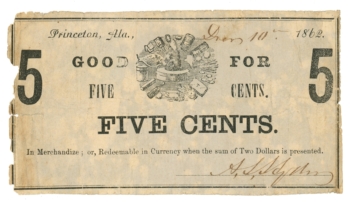 Princeton, Ala., 10 1862.
5 GOOD FOR 5
FIVE CENTS.
FIVE CENTS.
In Merchandize; or, Redeemable in Currency when the sum of Two Dollars is presented.